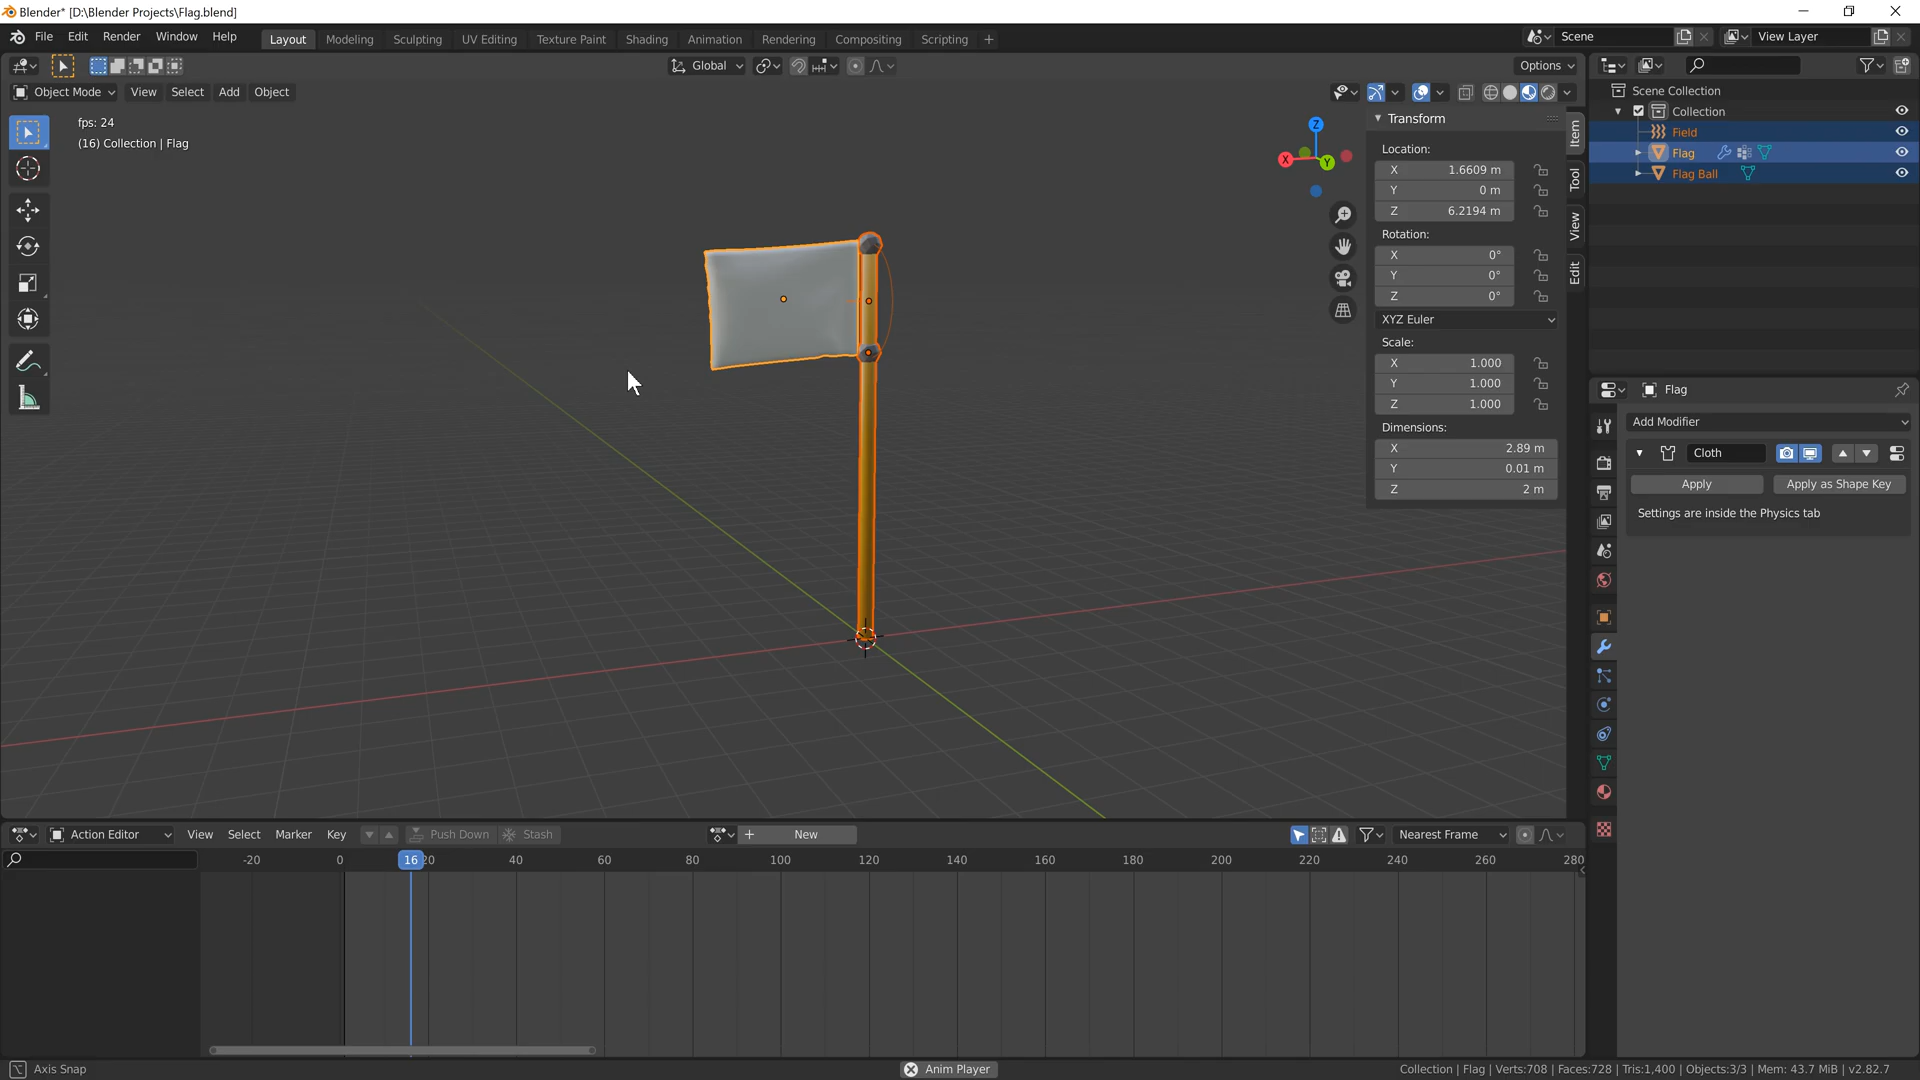 Blender* [D:\Blender Projects\Flag.blend]
File Edit Render Window Help Layout Modeling Sculpting UV Editing Texture Paint Shading Animation Rendering Compositing Scripting + Scene View Layer
Global Options
Object Mode View Select Add Object
fps: 24
(16) Collection | Flag
Z
X
Y
Transform
Location:
X 1.6609 m
Y 0 m
Z 6.2194 m
Rotation:
X 0°
Y 0°
Z 0°
XYZ Euler
Scale:
X 1.000
Y 1.000
Z 1.000
Dimensions:
X 2.89 m
Y 0.01 m
Z 2 m
Item
Tool
View
Edit
Scene Collection
Collection
Field
Flag
Flag Ball
Flag
Add Modifier
Cloth
Apply Apply as Shape Key
Settings are inside the Physics tab
Action Editor View Select Marker Key Push Down Stash + New Nearest Frame
-20 0 16 20 40 60 80 100 120 140 160 180 200 220 240 260 280
Axis Snap Anim Player Collection | Flag | Verts:708 | Faces:728 | Tris:1,400 | Objects:3/3 | Mem: 43.7 MiB | v2.82.7